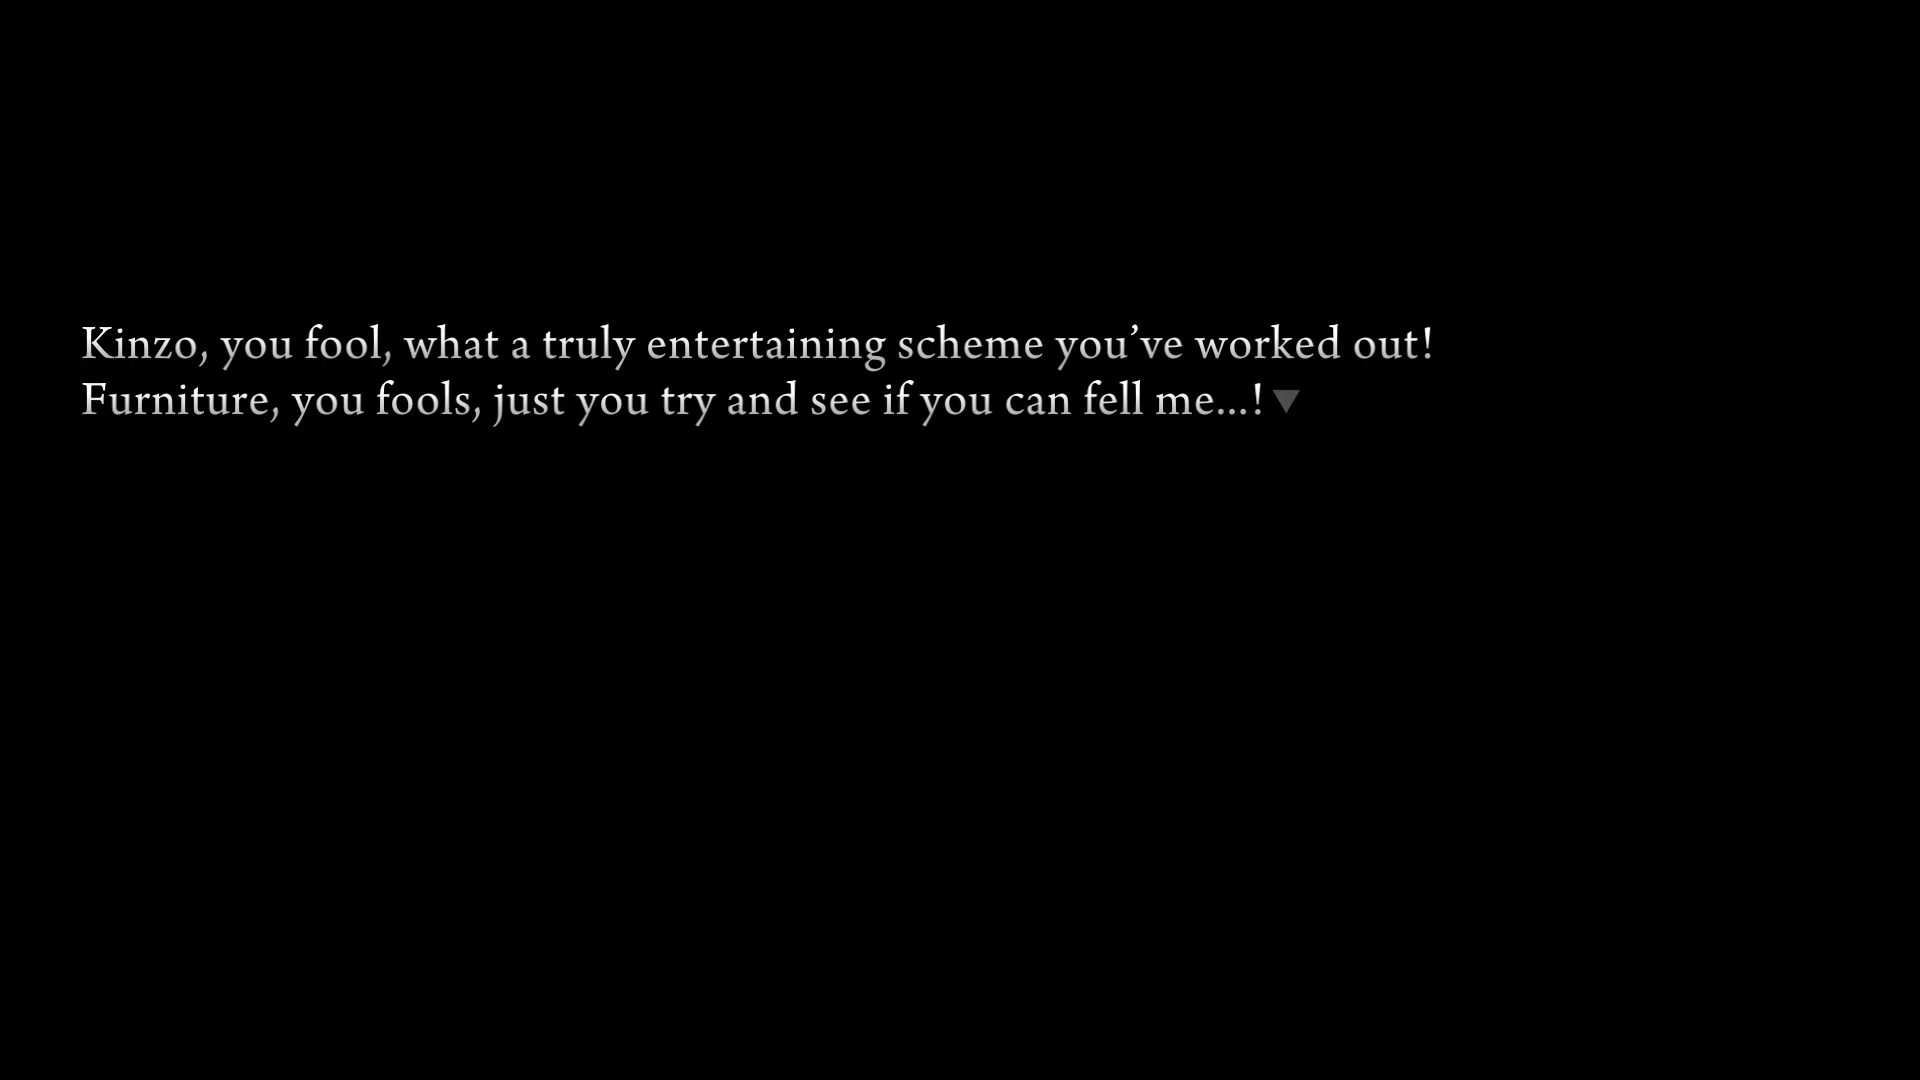 Kinzo, you fool, what a truly entertaining scheme you’ve worked out!
Furniture, you fools, just you try and see if you can fell me...!